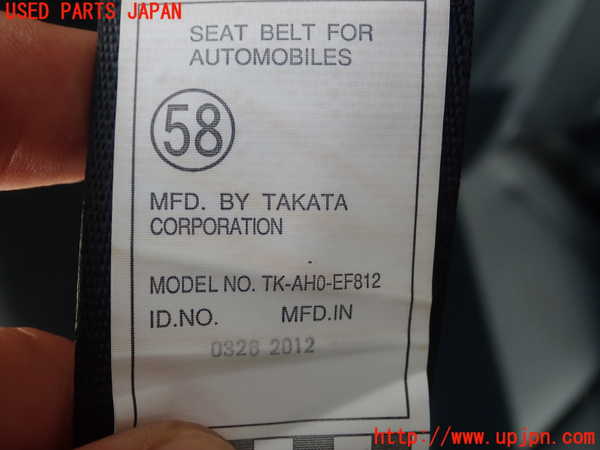 USED PARTS JAPAN
SEAT BELT FOR
AUTOMOBILES
58
MFD. BY TAKATA
CORPORATION
MODEL NO. TK-AH0-EF812
ID.NO. MFD.IN
0326 2012
http://www.upjpn.com